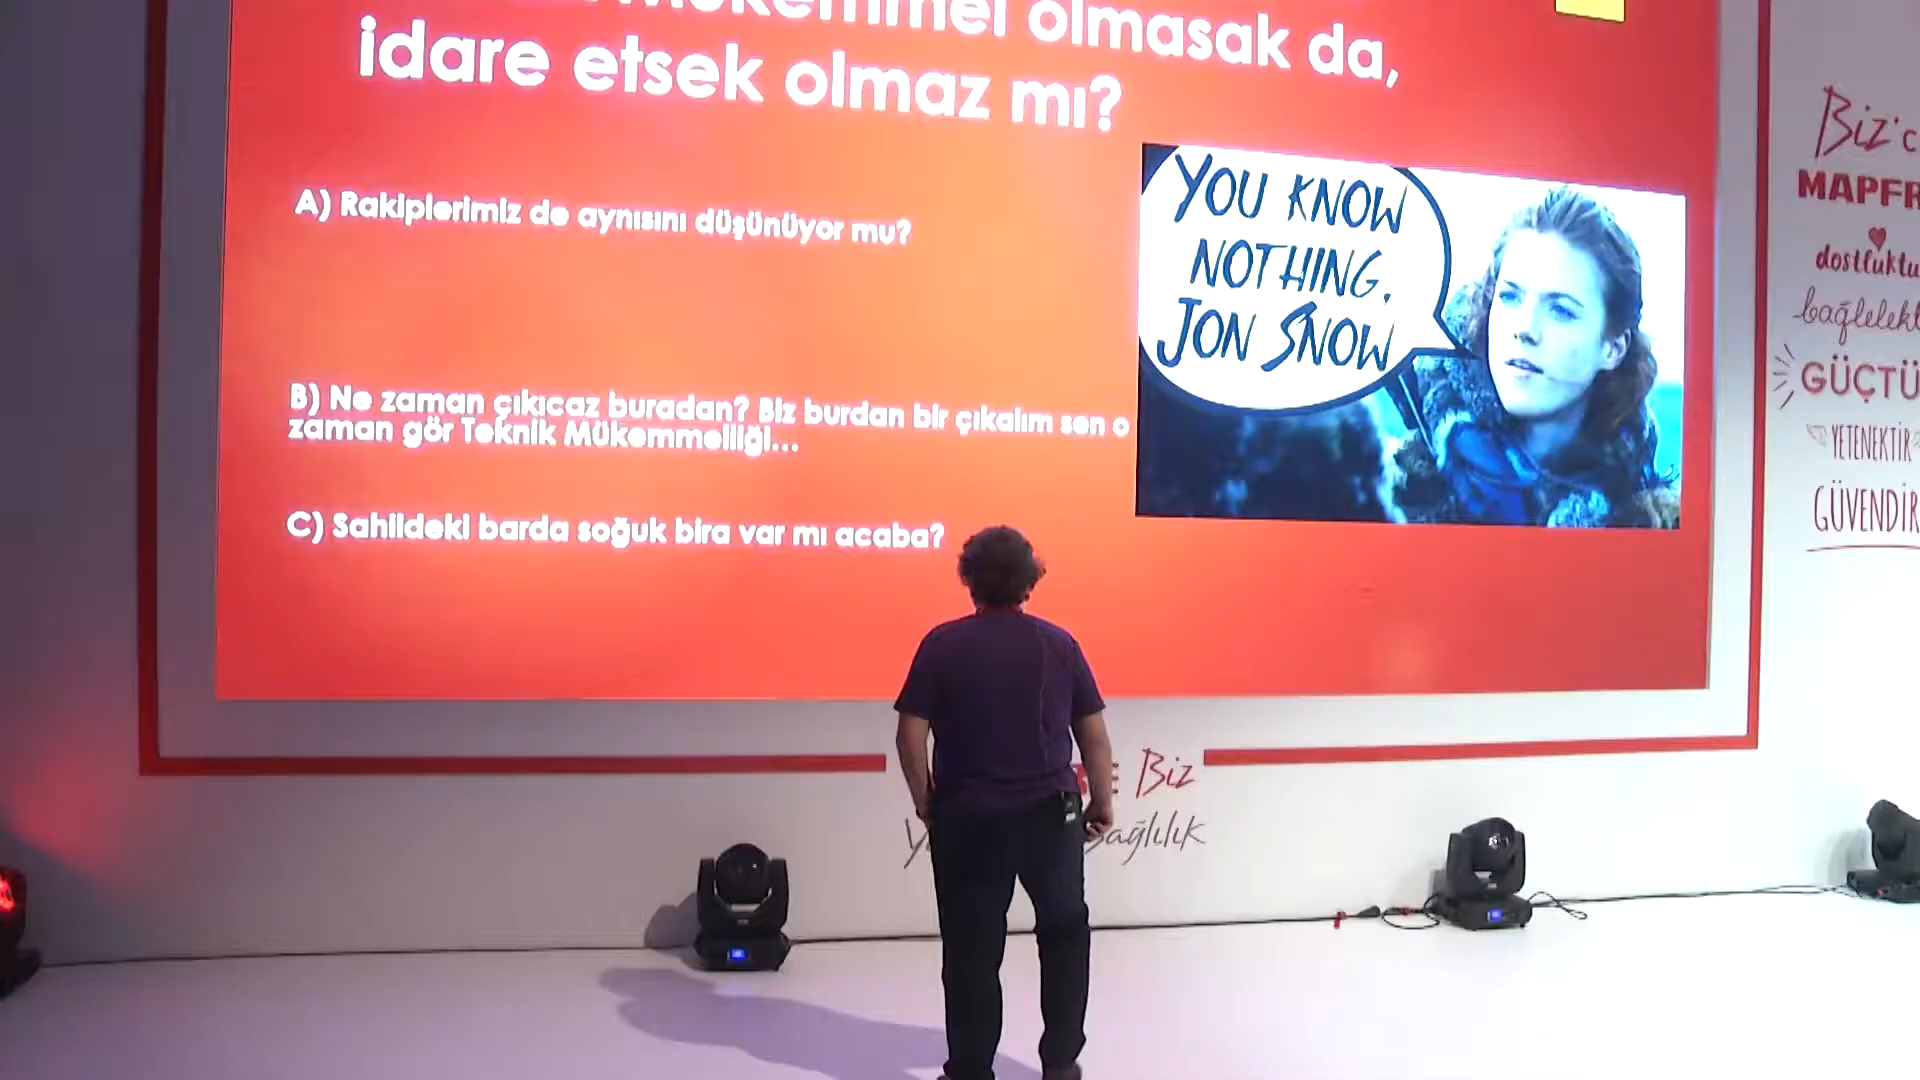 Mükemmel olmasak da,
idare etsek olmaz mı?
A) Rakiplerimiz de aynısını düşünüyor mu?
B) Ne zaman çıkıcaz buradan? Biz burdan bir çıkalım sen o
zaman gör Teknik Mükemmelliği...
C) Sahildeki barda soğuk bira var mı acaba?
YOU KNOW
NOTHING,
JON SNOW
Biz'c
MAPFR
dostluktu
bağlelekt
GÜÇTÜ
YETENEKTİR
GÜVENDİR
Biz
Bağlılık